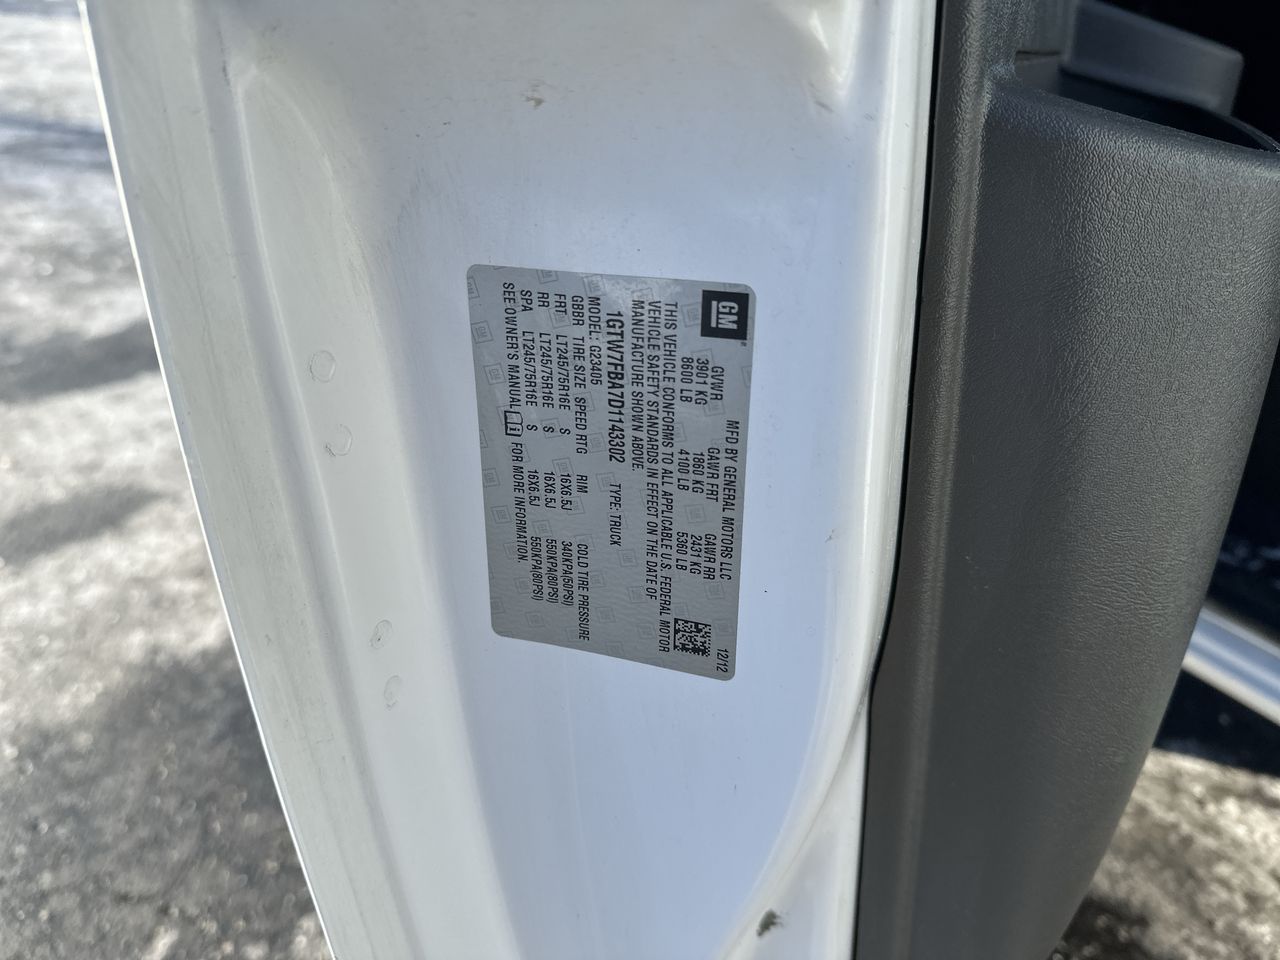 GM
MFD BY GENERAL MOTORS LLC 12/12
GVWR GAWR FRT GAWR RR
3901 KG 1860 KG 2431 KG
8600 LB 4100 LB 5360 LB
THIS VEHICLE CONFORMS TO ALL APPLICABLE U.S. FEDERAL MOTOR
VEHICLE SAFETY STANDARDS IN EFFECT ON THE DATE OF
MANUFACTURE SHOWN ABOVE.
1GTW7FBA7D1143302 TYPE: TRUCK
MODEL: G23405
GBBR TIRE SIZE SPEED RTG RIM COLD TIRE PRESSURE
FRT LT245/75R16E S 16X6.5J 340KPA(50PSI)
RR LT245/75R16E S 16X6.5J 550KPA(80PSI)
SPA LT245/75R16E S 16X6.5J 550KPA(80PSI)
SEE OWNER'S MANUAL FOR MORE INFORMATION.